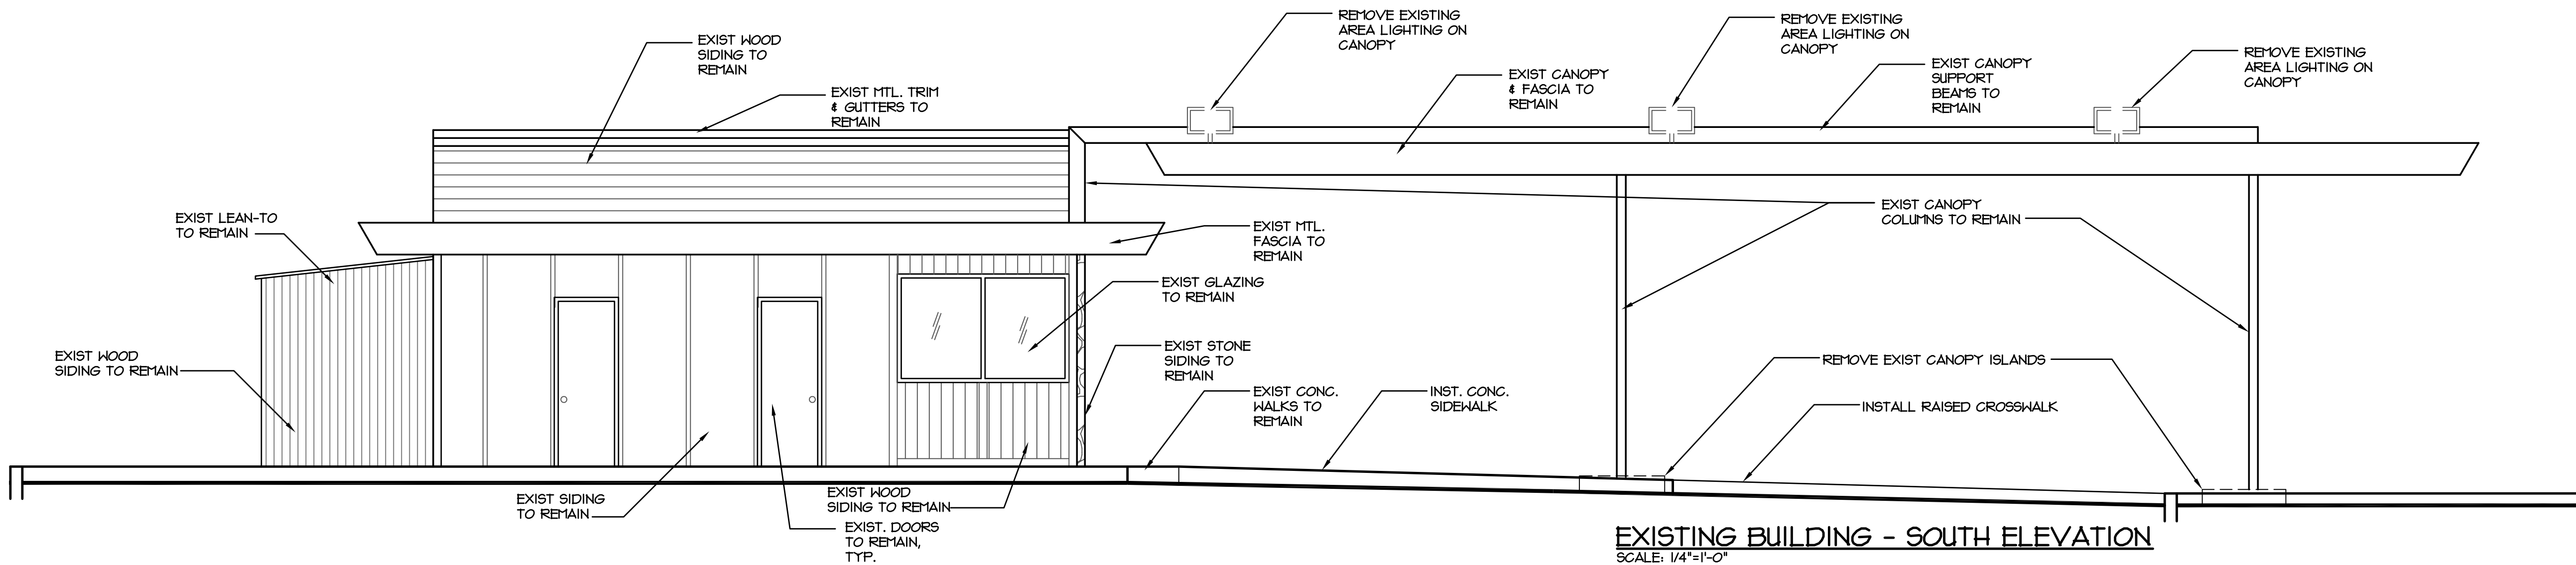 REMOVE EXISTING
AREA LIGHTING ON
CANOPY
REMOVE EXISTING
AREA LIGHTING ON
CANOPY
REMOVE EXISTING
AREA LIGHTING ON
CANOPY
EXIST WOOD
SIDING TO
REMAIN
EXIST MTL. TRIM
& GUTTERS TO
REMAIN
EXIST CANOPY
& FASCIA TO
REMAIN
EXIST CANOPY
SUPPORT
BEAMS TO
REMAIN
EXIST LEAN-TO
TO REMAIN
EXIST MTL.
FASCIA TO
REMAIN
EXIST CANOPY
COLUMNS TO REMAIN
EXIST GLAZING
TO REMAIN
EXIST WOOD
SIDING TO REMAIN
EXIST STONE
SIDING TO
REMAIN
REMOVE EXIST CANOPY ISLANDS
EXIST CONC.
WALKS TO
REMAIN
INST. CONC.
SIDEWALK
INSTALL RAISED CROSSWALK
EXIST SIDING
TO REMAIN
EXIST WOOD
SIDING TO REMAIN
EXIST. DOORS
TO REMAIN,
TYP.
EXISTING BUILDING - SOUTH ELEVATION
SCALE: 1/4"=1'-0"